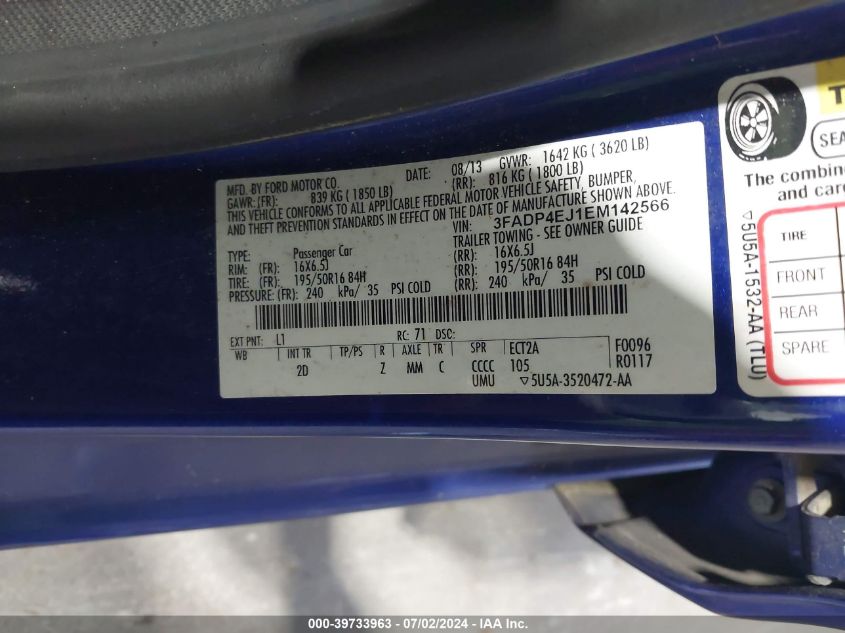 MFD. BY FORD MOTOR CO.
DATE: 08/13 GVWR: 1642 KG ( 3620 LB)
GAWR:(FR): 839 KG ( 1850 LB) (RR): 816 KG ( 1800 LB)
THIS VEHICLE CONFORMS TO ALL APPLICABLE FEDERAL MOTOR VEHICLE SAFETY, BUMPER,
AND THEFT PREVENTION STANDARDS IN EFFECT ON THE DATE OF MANUFACTURE SHOWN ABOVE.
VIN: 3FADP4EJ1EM142566
TYPE: Passenger Car TRAILER TOWING - SEE OWNER GUIDE
RIM: (FR): 16X6.5J (RR): 16X6.5J
TIRE: (FR): 195/50R16 84H (RR): 195/50R16 84H
PRESSURE: (FR): 240 kPa/ 35 PSI COLD (RR): 240 kPa/ 35 PSI COLD
EXT PNT: L1 RC: 71 DSC:
WB INT TR TP/PS R AXLE TR SPR ECT2A F0096
2D Z MM C CCCC 105 R0117
UMU ▽5U5A-3520472-AA
T
SEA
The combine
and carg
TIRE
FRONT
REAR
SPARE
▽5U5A-1532-AA (TLU)
000-39733963 - 07/02/2024 - IAA Inc.